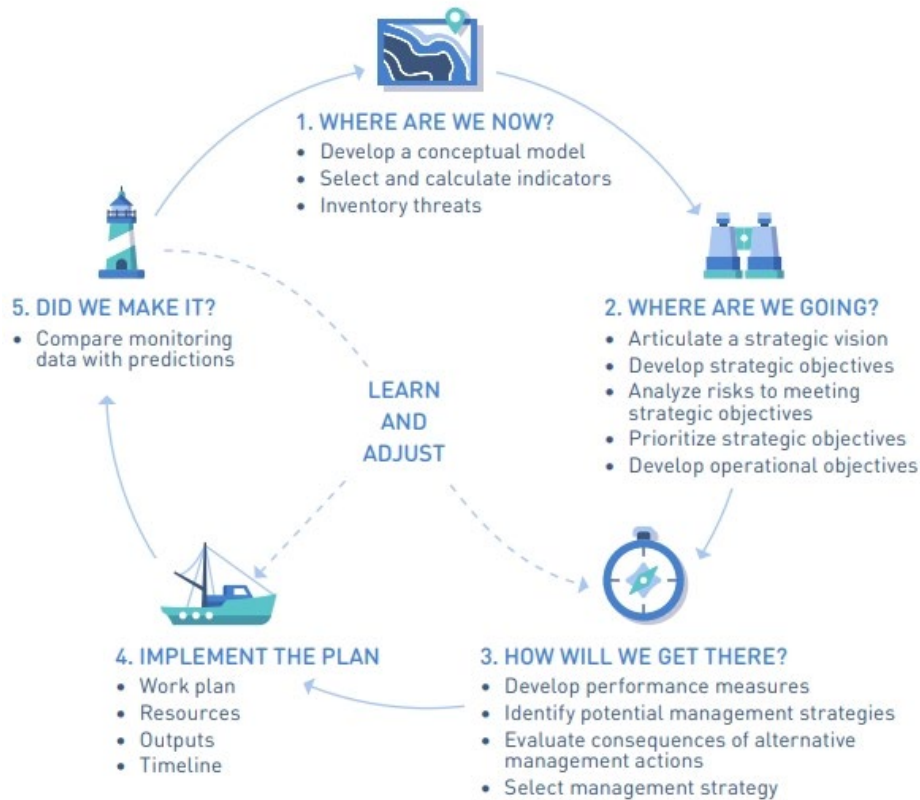 1. WHERE ARE WE NOW?
• Develop a conceptual model
• Select and calculate indicators
• Inventory threats
2. WHERE ARE WE GOING?
• Articulate a strategic vision
• Develop strategic objectives
• Analyze risks to meeting
strategic objectives
• Prioritize strategic objectives
• Develop operational objectives
3. HOW WILL WE GET THERE?
• Develop performance measures
• Identify potential management strategies
• Evaluate consequences of alternative
management actions
• Select management strategy
4. IMPLEMENT THE PLAN
• Work plan
• Resources
• Outputs
• Timeline
5. DID WE MAKE IT?
• Compare monitoring
data with predictions
LEARN
AND
ADJUST